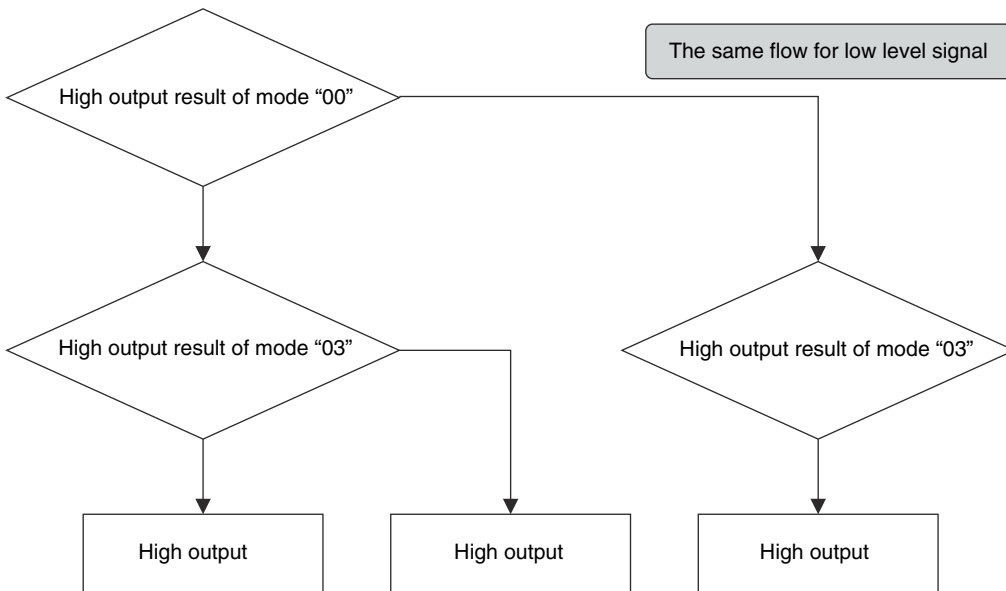 The same flow for low level signal
High output result of mode “00”
High output result of mode “03”
High output result of mode “03”
High output
High output
High output